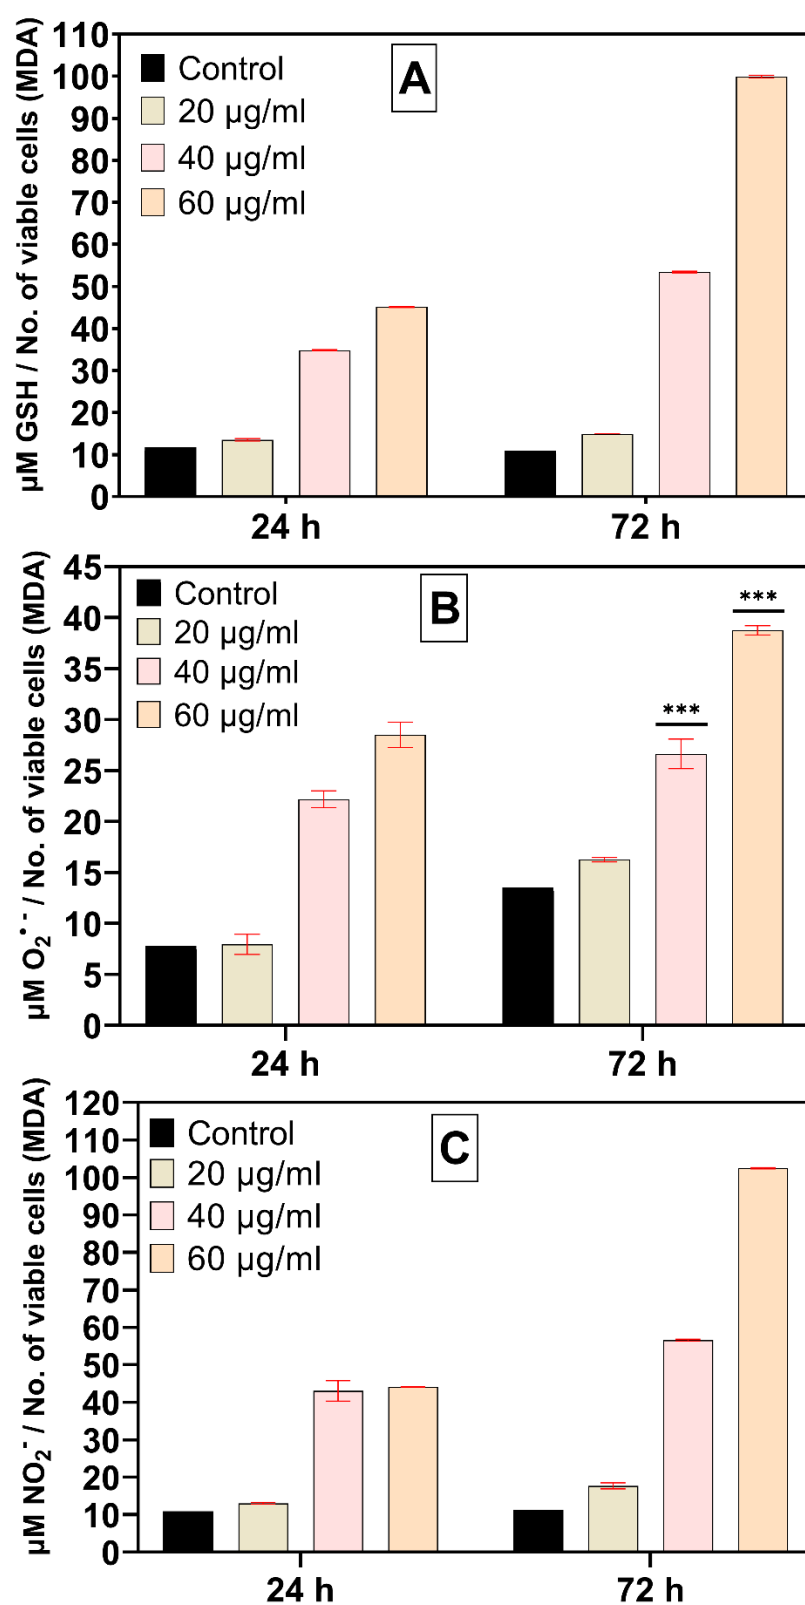 µM GSH / No. of viable cells (MDA)
110
100
90
80
70
60
50
40
30
20
10
0
Control
20 µg/ml
40 µg/ml
60 µg/ml
A
24 h
72 h
µM O₂•- / No. of viable cells (MDA)
45
40
35
30
25
20
15
10
5
0
Control
20 µg/ml
40 µg/ml
60 µg/ml
B
***
***
24 h
72 h
µM NO₂- / No. of viable cells (MDA)
120
110
100
90
80
70
60
50
40
30
20
10
0
Control
20 µg/ml
40 µg/ml
60 µg/ml
C
24 h
72 h